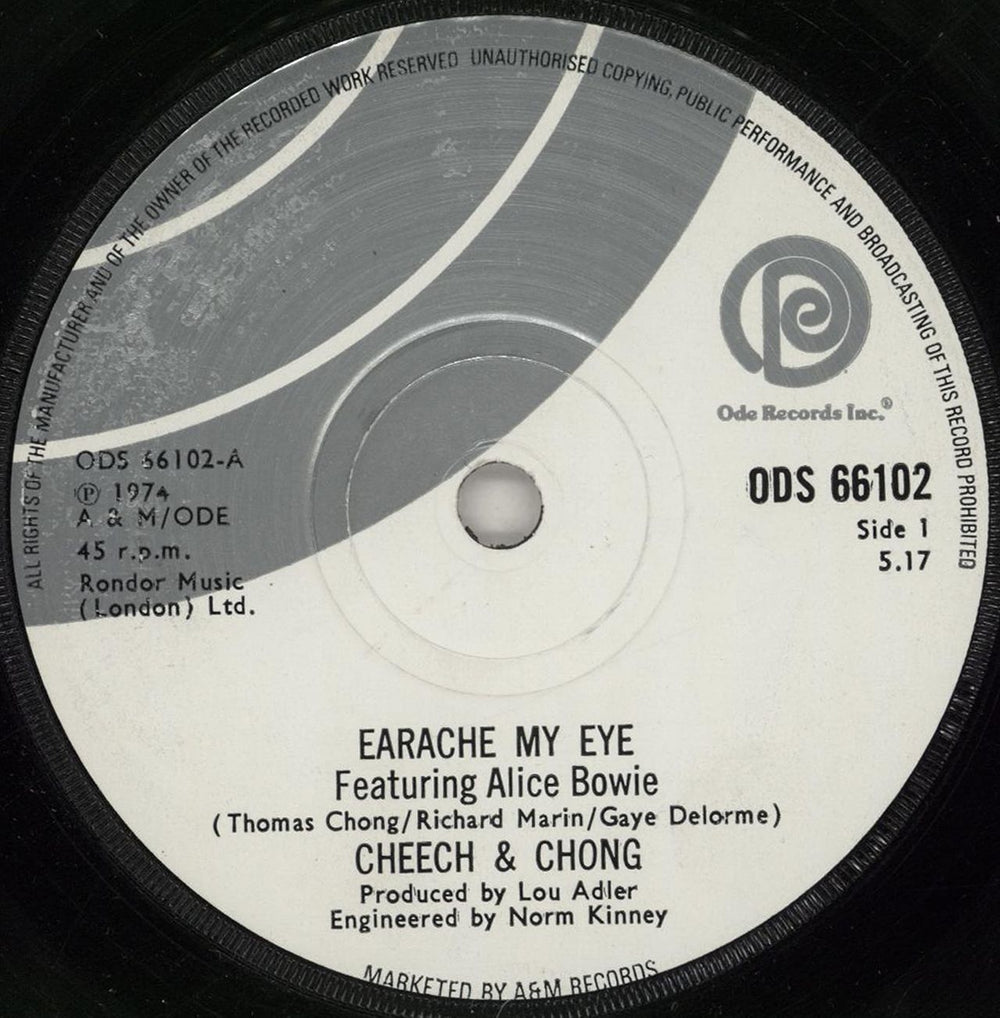 ALL RIGHTS OF THE MANUFACTURER AND OF THE OWNER OF THE RECORDED WORK RESERVED UNAUTHORISED COPYING, PUBLIC PERFORMANCE AND BROADCASTING OF THIS RECORD PROHIBITED
Ode Records Inc.®
ODS 66102-A
Ⓟ 1974
A & M/ODE
45 r.p.m.
Rondor Music
(London) Ltd.
ODS 66102
Side 1
5.17
EARACHE MY EYE
Featuring Alice Bowie
(Thomas Chong/Richard Marin/Gaye Delorme)
CHEECH & CHONG
Produced by Lou Adler
Engineered by Norm Kinney
MARKETED BY A&M RECORDS